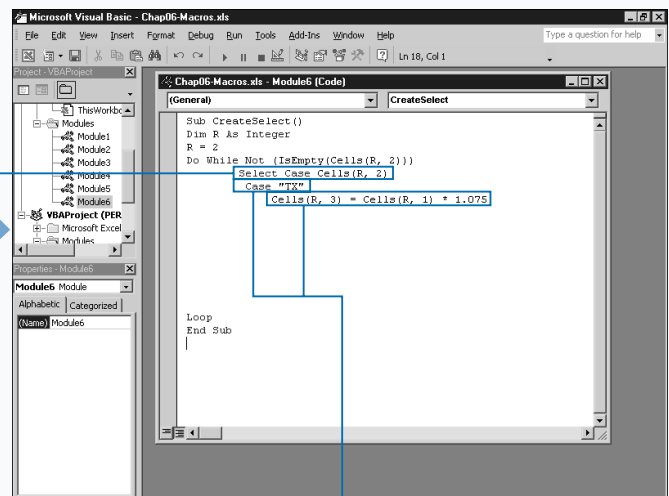 Microsoft Visual Basic - Chap06-Macros.xls
File Edit View Insert Format Debug Run Tools Add-Ins Window Help
Type a question for help
Ln 18, Col 1
Project - VBAProject
ThisWorkbo
Modules
Module1
Module2
Module3
Module4
Module5
Module6
VBAProject (PER
Microsoft Excel
Modules
Properties - Module6
Module6 Module
Alphabetic Categorized
(Name) Module6
Chap06-Macros.xls - Module6 (Code)
(General) CreateSelect
Sub CreateSelect()
Dim R As Integer
R = 2
Do While Not (IsEmpty(Cells(R, 2)))
Select Case Cells(R, 2)
Case "TX"
Cells(R, 3) = Cells(R, 1) * 1.075
Loop
End Sub